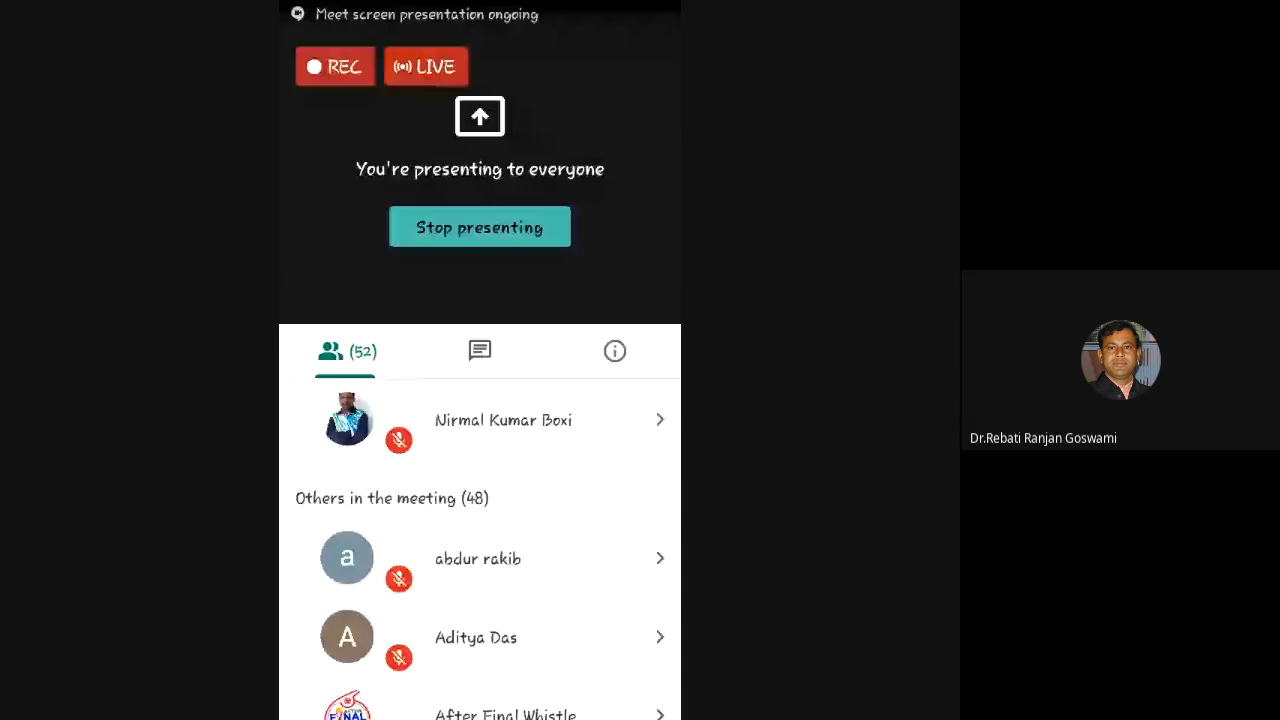 Meet screen presentation ongoing
REC
LIVE
You're presenting to everyone
Stop presenting
(52)
Nirmal Kumar Boxi
Others in the meeting (48)
a
abdur rakib
A
Aditya Das
FINAL
After Final Whistle
Dr.Rebati Ranjan Goswami